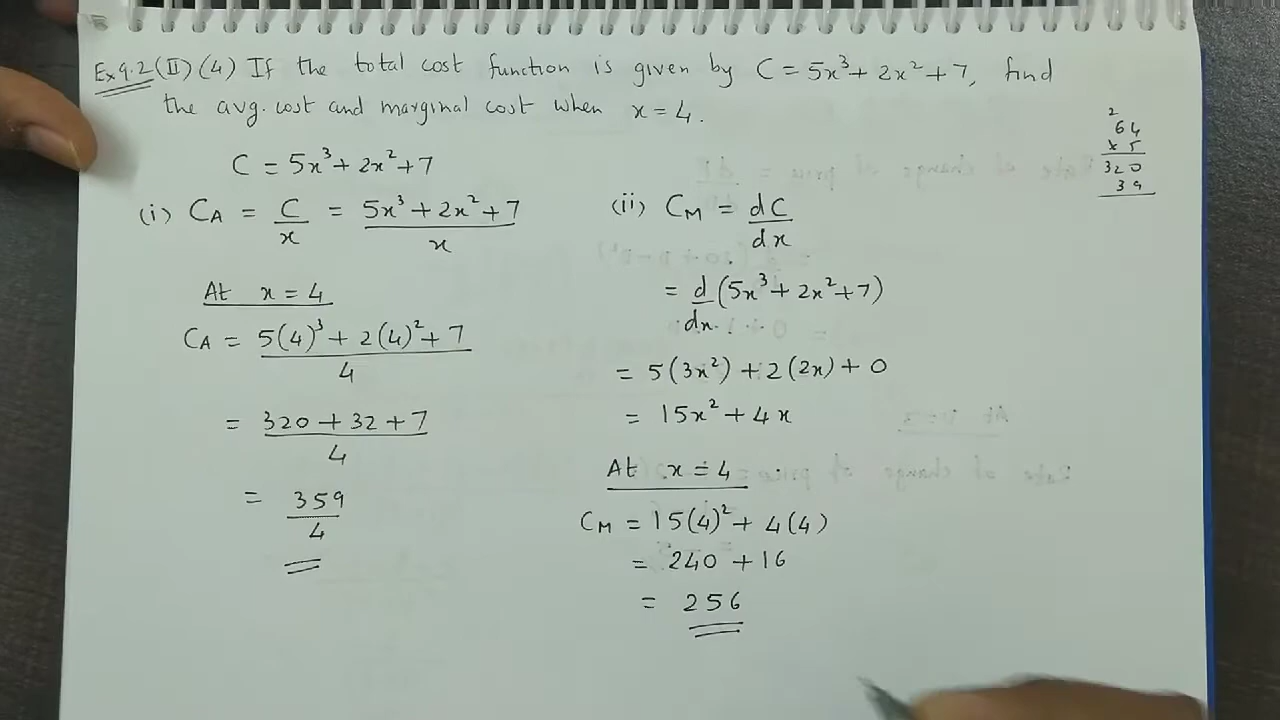 Ex 9.2 (II) (4) If the total cost function is given by C = 5x³ + 2x² + 7, find
the avg. cost and marginal cost when x = 4.
C = 5x³ + 2x² + 7
(i) C_A = C/x = (5x³ + 2x² + 7)/x
At x = 4
C_A = (5(4)³ + 2(4)² + 7)/4
= (320 + 32 + 7)/4
= 359/4
(ii) C_M = dC/dx
= d/dx (5x³ + 2x² + 7)
= 5(3x²) + 2(2x) + 0
= 15x² + 4x
At x = 4
C_M = 15(4)² + 4(4)
= 240 + 16
= 256
2
64
x 5
320
39